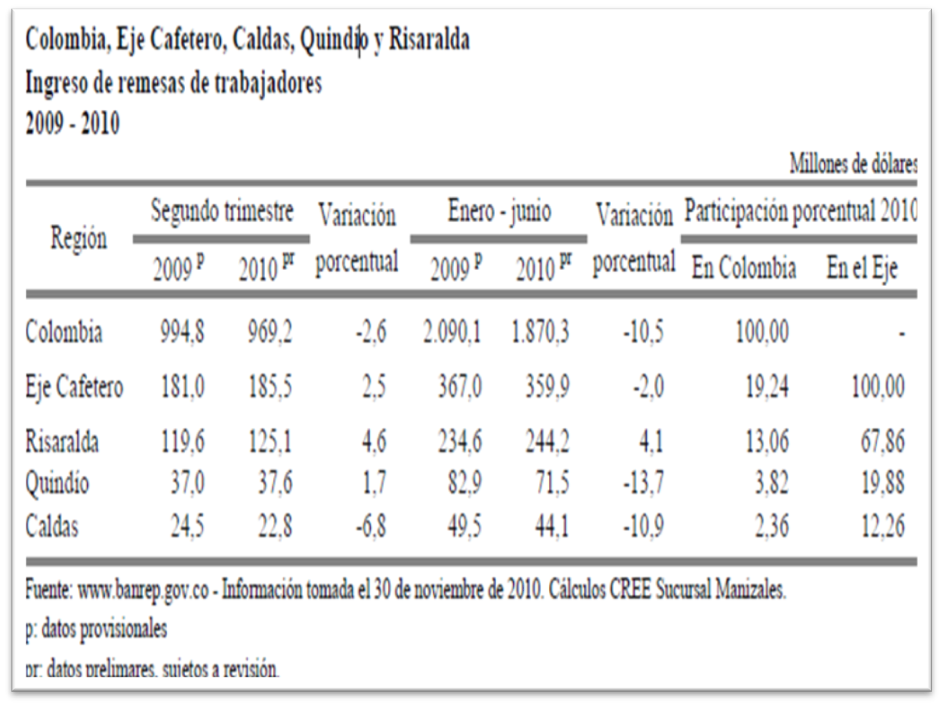 Colombia, Eje Cafetero, Caldas, Quindío y Risaralda
Ingreso de remesas de trabajadores
2009 - 2010
Millones de dólares
Región Segundo trimestre Variación porcentual Enero - junio Variación porcentual Participación porcentual 2010
2009 p 2010 pr 2009 p 2010 pr En Colombia En el Eje
Colombia 994,8 969,2 -2,6 2.090,1 1.870,3 -10,5 100,00 -
Eje Cafetero 181,0 185,5 2,5 367,0 359,9 -2,0 19,24 100,00
Risaralda 119,6 125,1 4,6 234,6 244,2 4,1 13,06 67,86
Quindío 37,0 37,6 1,7 82,9 71,5 -13,7 3,82 19,88
Caldas 24,5 22,8 -6,8 49,5 44,1 -10,9 2,36 12,26
Fuente: www.banrep.gov.co - Información tomada el 30 de noviembre de 2010. Cálculos CREE Sucursal Manizales.
p: datos provisionales
pr: datos prelimares, sujetos a revisión.